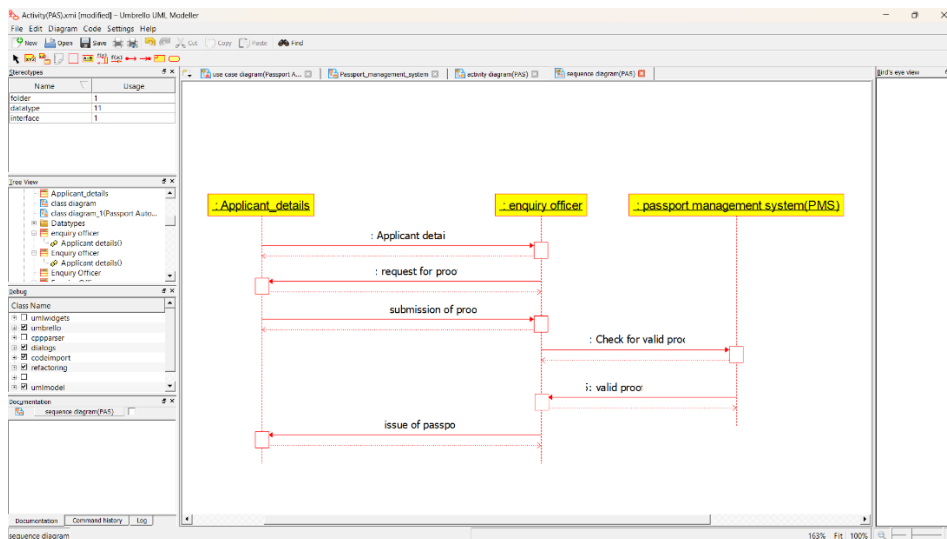 Activity(PAS).xmi [modified] – Umbrello UML Modeller
File Edit Diagram Code Settings Help
New Open Save Cut Copy Paste Find
Stereotypes
Name Usage
folder 1
datatype 11
interface 1
use case diagram(Passport A... Pessport_management_system activity diagram(PAS) sequence diagram(PAS)
Bird's eye view
Tree View
Applicant_details
class diagram
class diagram_1(Passport Auto...
Datatypes
enquiry officer
Applicant details()
Enquiry officer
Applicant details()
Enquiry Officer
Debug
Class Name
umlwidgets
umbrello
cppparser
dialogs
codeimport
refactoring
umlmodel
Documentation
sequence diagram(PAS)
Documentation Command history Log
: Applicant_details : enquiry officer : passport management system(PMS)
: Applicant detai
: request for proo
submission of proo
: Check for valid proo
: valid proof
issue of passpo
sequence diagram 163% Fit 100%